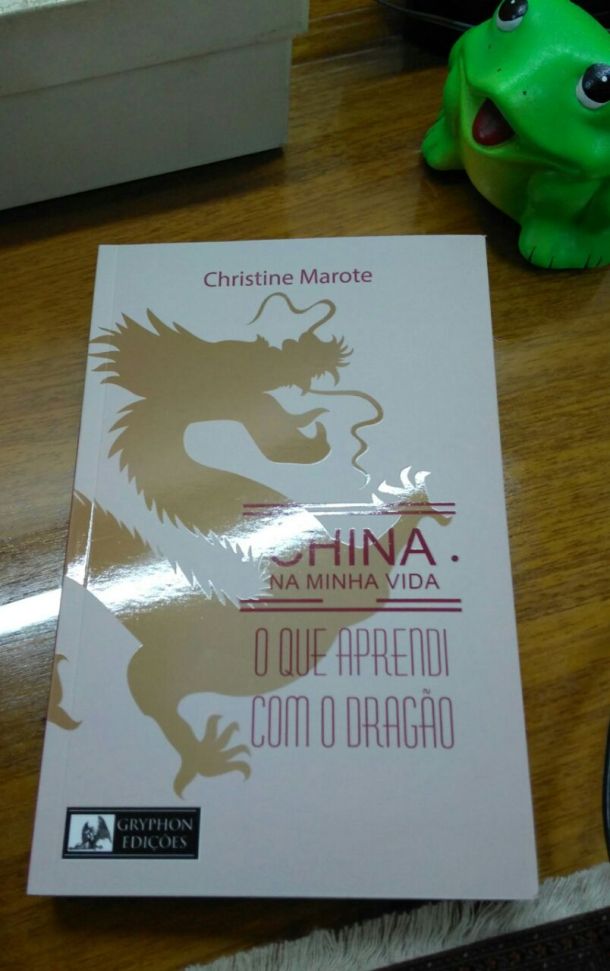 Christine Marote
CHINA
NA MINHA VIDA
O QUE APRENDI
COM O DRAGÃO
GRYPHON
EDIÇÕES